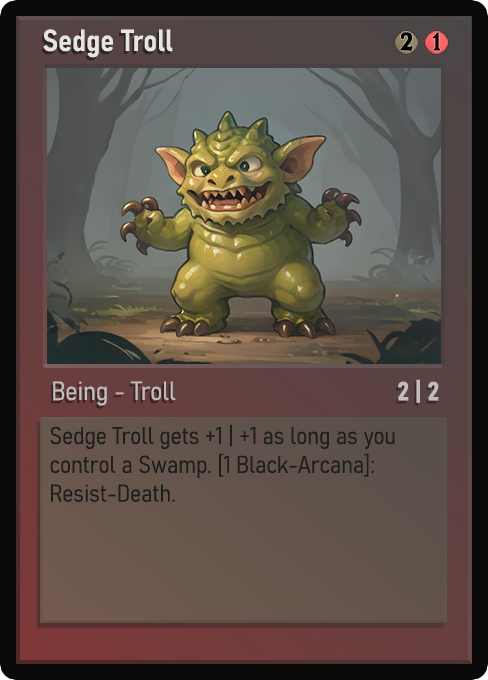 Sedge Troll 2 1
Being - Troll 2 | 2
Sedge Troll gets +1 | +1 as long as you
control a Swamp. [1 Black-Arcana]:
Resist-Death.